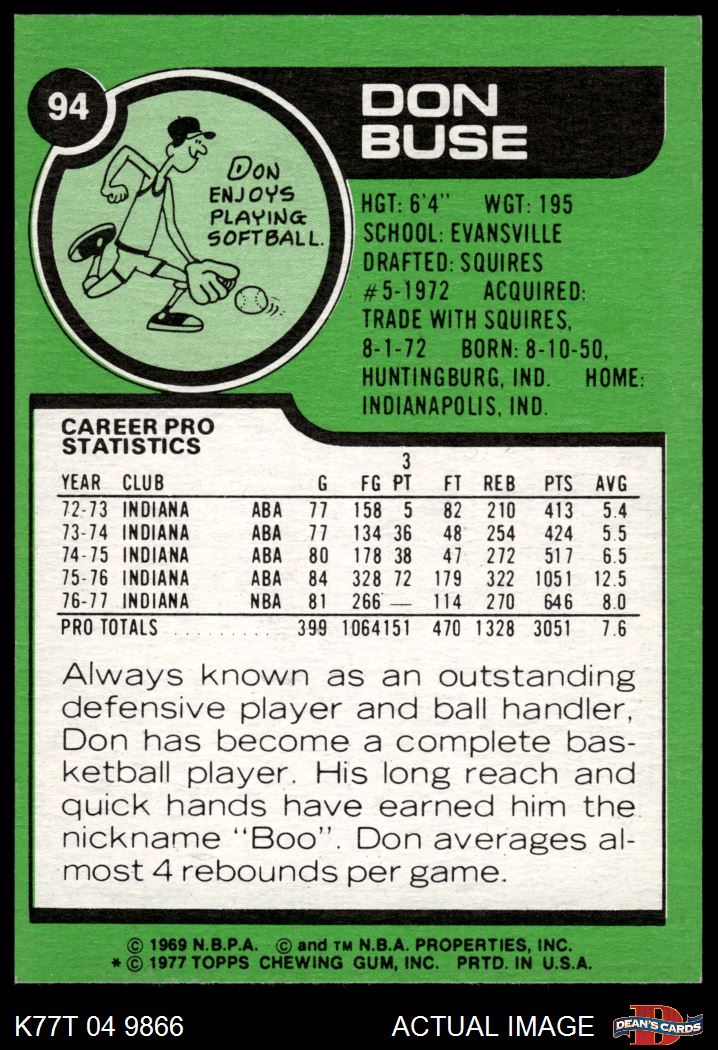 94
DON
BUSE
DON
ENJOYS
PLAYING
SOFTBALL.
HGT: 6'4" WGT: 195
SCHOOL: EVANSVILLE
DRAFTED: SQUIRES
#5-1972 ACQUIRED:
TRADE WITH SQUIRES,
8-1-72 BORN: 8-10-50,
HUNTINGBURG, IND. HOME:
INDIANAPOLIS, IND.
CAREER PRO
STATISTICS
3
YEAR CLUB G FG PT FT REB PTS AVG
72-73 INDIANA ABA 77 158 5 82 210 413 5.4
73-74 INDIANA ABA 77 134 36 48 254 424 5.5
74-75 INDIANA ABA 80 178 38 47 272 517 6.5
75-76 INDIANA ABA 84 328 72 179 322 1051 12.5
76-77 INDIANA NBA 81 266 — 114 270 646 8.0
PRO TOTALS . . . . . . . . . . 399 1064 151 470 1328 3051 7.6
Always known as an outstanding
defensive player and ball handler,
Don has become a complete bas-
ketball player. His long reach and
quick hands have earned him the
nickname "Boo". Don averages al-
most 4 rebounds per game.
© 1969 N.B.P.A. © and TM N.B.A. PROPERTIES, INC.
* © 1977 TOPPS CHEWING GUM, INC. PRTD. IN U.S.A.
K77T 04 9866 ACTUAL IMAGE DEAN'S CARDS